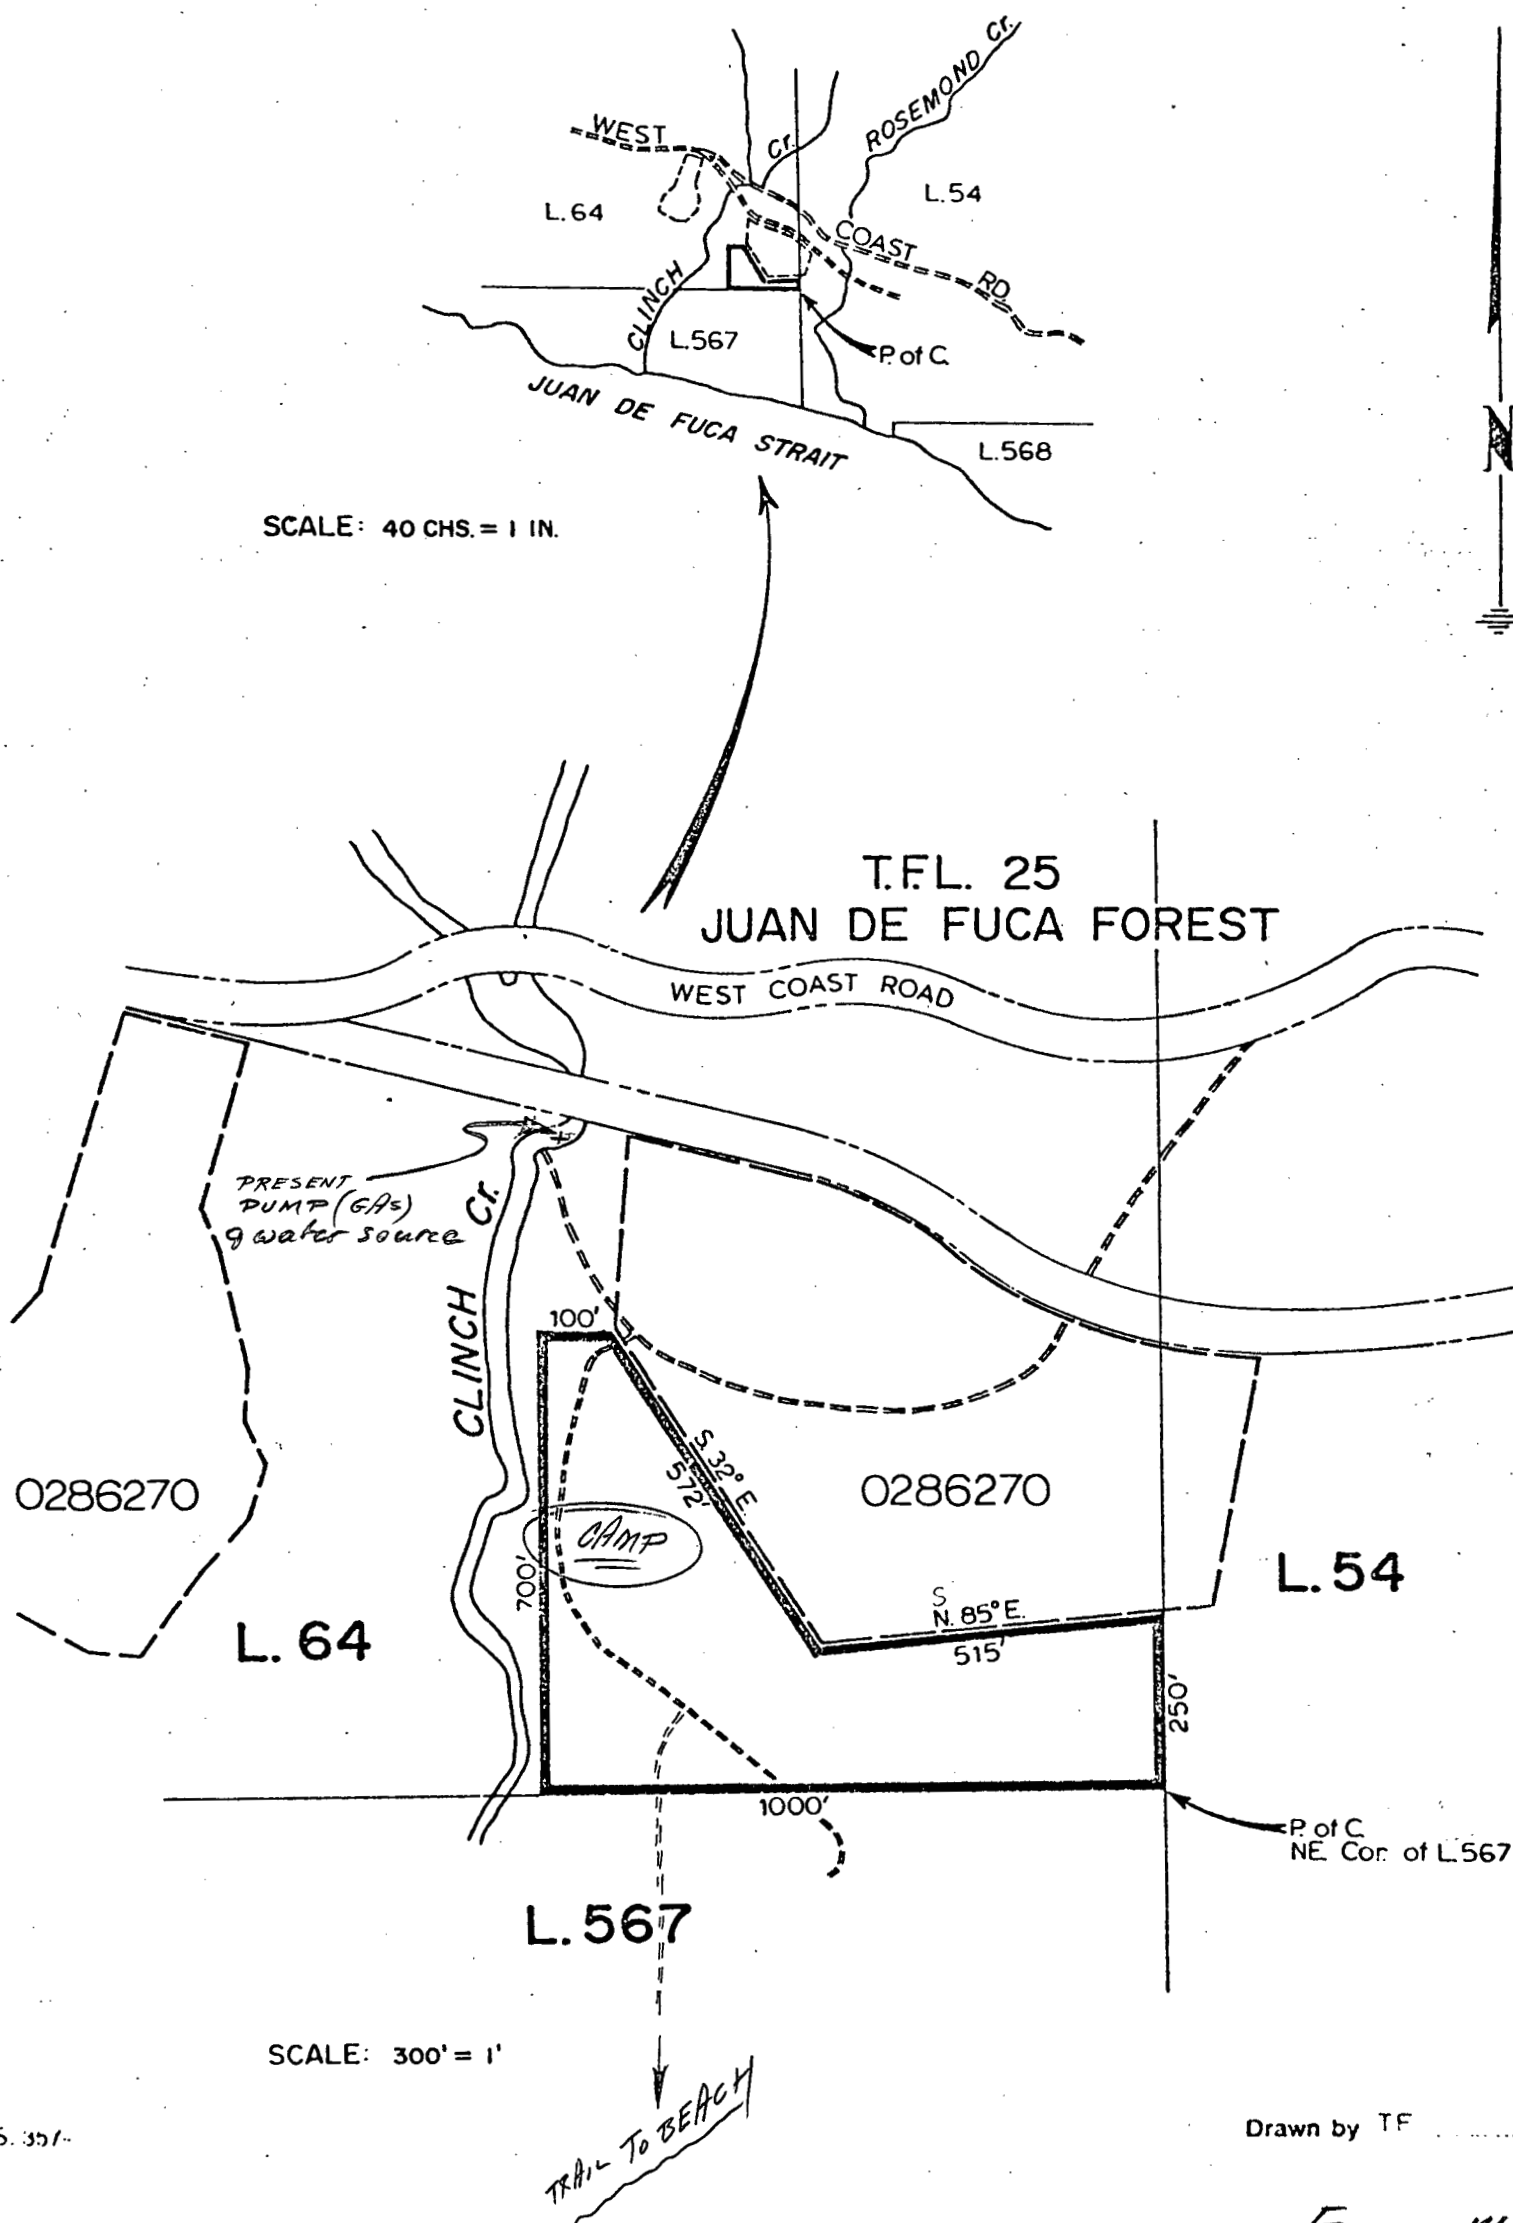 ROSEMOND Cr.
WEST
Cr.
L.54
L.64
COAST
RD.
CLINCH
L.567
P. of C.
JUAN DE FUCA STRAIT
L.568
N
SCALE: 40 CHS. = 1 IN.
T.F.L. 25
JUAN DE FUCA FOREST
WEST COAST ROAD
PRESENT
PUMP (GAS)
& water source
CLINCH Cr.
100'
S. 32° E.
572'
0286270
0286270
CAMP
700'
L. 54
S
N. 85° E.
515'
L. 64
250'
1000'
P. of C.
NE. Cor. of L.567
L. 567
SCALE: 300' = 1'
TRAIL TO BEACH
Drawn by TF